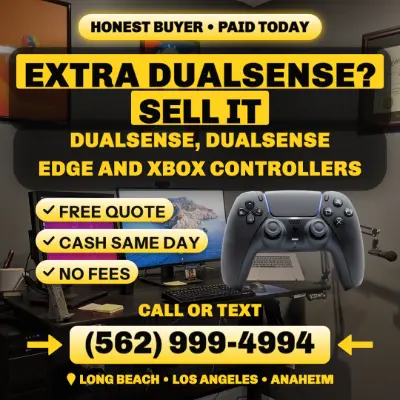 HONEST BUYER • PAID TODAY
EXTRA DUALSENSE?
SELL IT
DUALSENSE, DUALSENSE
EDGE AND XBOX CONTROLLERS
FREE QUOTE
CASH SAME DAY
NO FEES
CALL OR TEXT
(562) 999-4994
LONG BEACH • LOS ANGELES • ANAHEIM